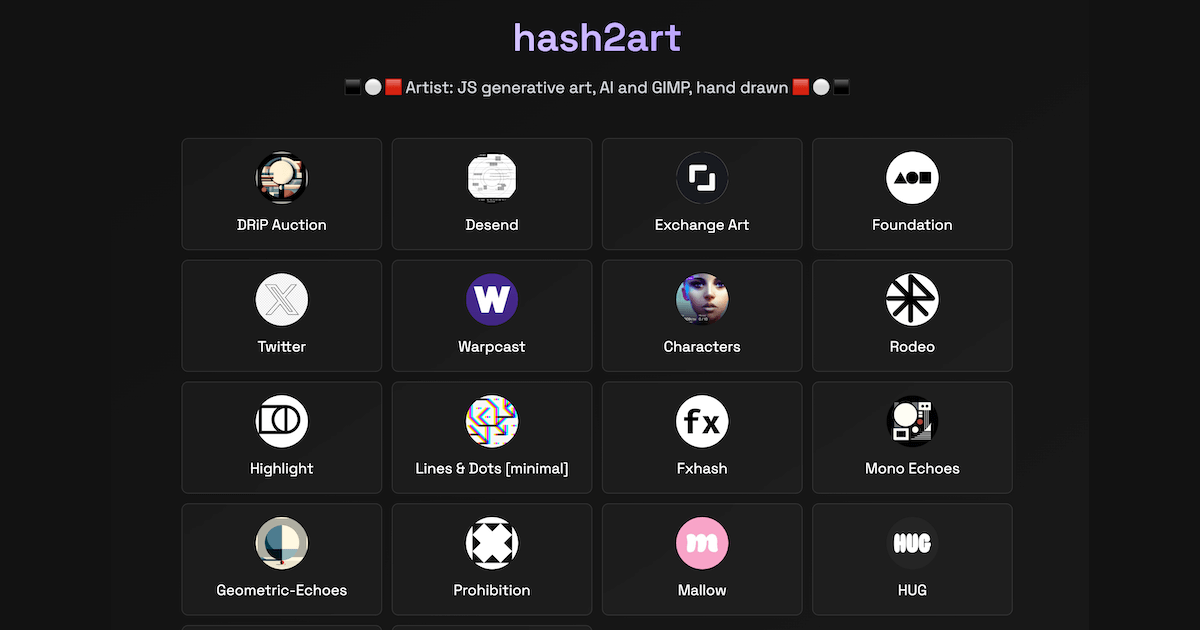 hash2art
Artist: JS generative art, AI and GIMP, hand drawn
DRiP Auction
Desend
Exchange Art
Foundation
Twitter
W
Warpcast
Characters
Rodeo
Highlight
Lines & Dots [minimal]
fx
Fxhash
Mono Echoes
Geometric-Echoes
Prohibition
m
Mallow
HUG
HUG